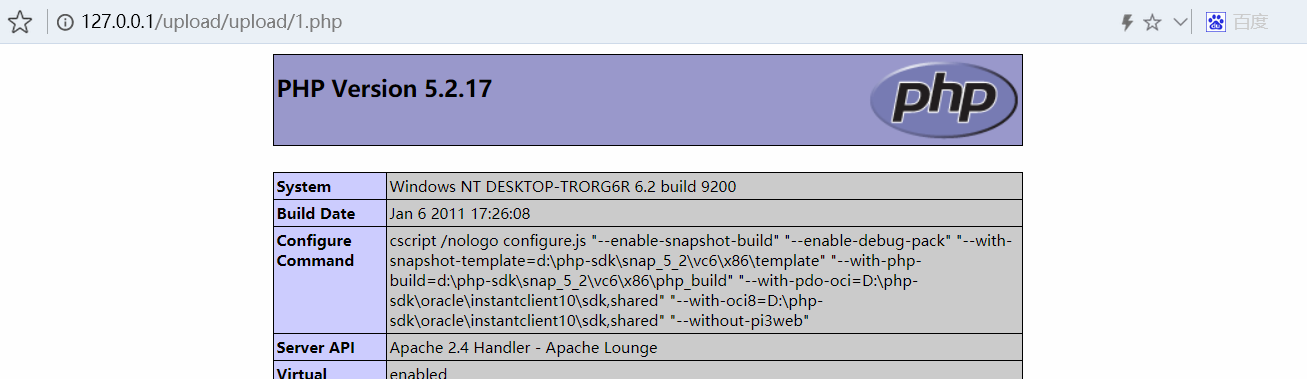 127.0.0.1/upload/upload/1.php
百度
PHP Version 5.2.17
php
System Windows NT DESKTOP-TRORG6R 6.2 build 9200
Build Date Jan 6 2011 17:26:08
Configure Command cscript /nologo configure.js "--enable-snapshot-build" "--enable-debug-pack" "--with-
snapshot-template=d:\php-sdk\snap_5_2\vc6\x86\template" "--with-php-
build=d:\php-sdk\snap_5_2\vc6\x86\php_build" "--with-pdo-oci=D:\php-
sdk\oracle\instantclient10\sdk,shared" "--with-oci8=D:\php-
sdk\oracle\instantclient10\sdk,shared" "--without-pi3web"
Server API Apache 2.4 Handler - Apache Lounge
Virtual enabled